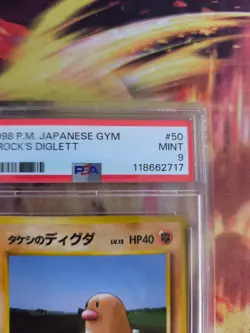 998 P.M. JAPANESE GYM #50
ROCK'S DIGLETT MINT
9
PSA 118662717
タケシのディグダ LV.15 HP40